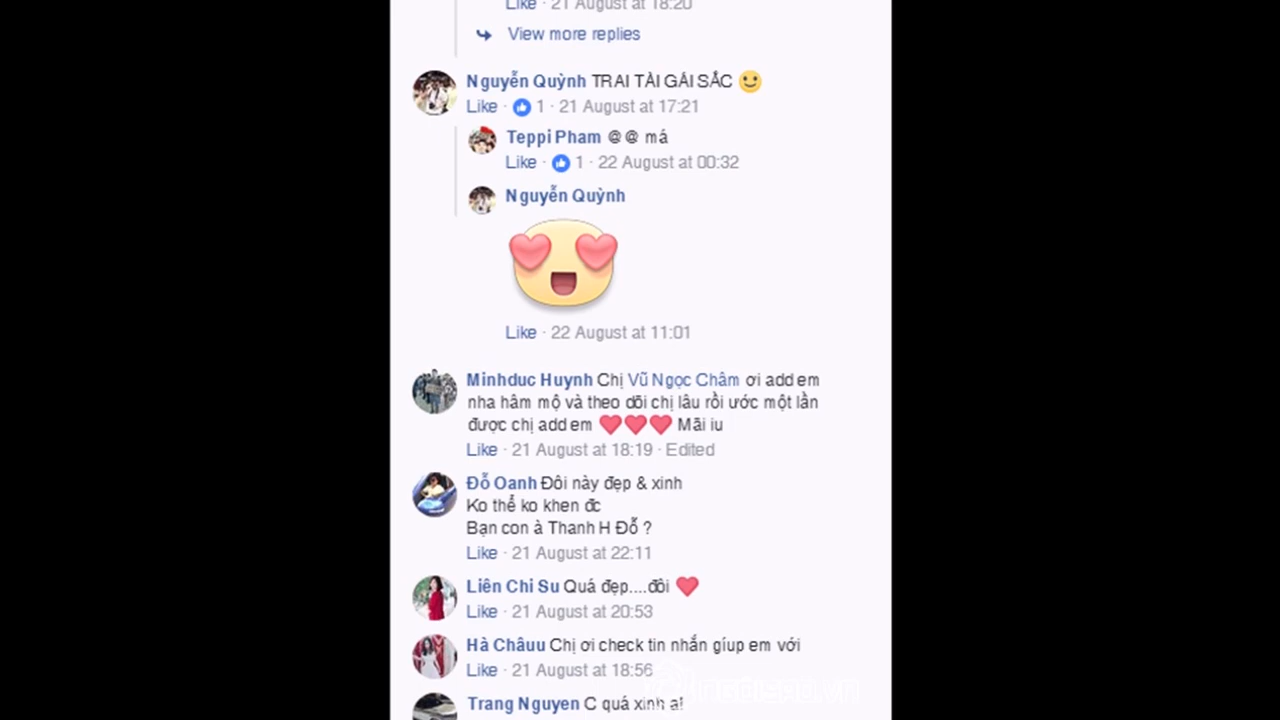 Like · 21 August at 18:20
View more replies
Nguyễn Quỳnh TRAI TÀI GÁI SẮC
Like · 1 · 21 August at 17:21
Teppi Pham @@ má
Like · 1 · 22 August at 00:32
Nguyễn Quỳnh
Like · 22 August at 11:01
Minhduc Huynh Chị Vũ Ngọc Châm ơi add em
nha hâm mộ và theo dõi chị lâu rồi ước một lần
được chị add em ❤❤❤ Mãi iu
Like · 21 August at 18:19 · Edited
Đỗ Oanh Đôi này đẹp & xinh
Ko thể ko khen đc
Bạn con à Thanh H Đỗ ?
Like · 21 August at 22:11
Liên Chi Su Quá đẹp....đôi ❤
Like · 21 August at 20:53
Hà Châuu Chị ơi check tin nhắn gíup em với
Like · 21 August at 18:56
NGOISAO.VN
Trang Nguyen C quá xinh ạ!